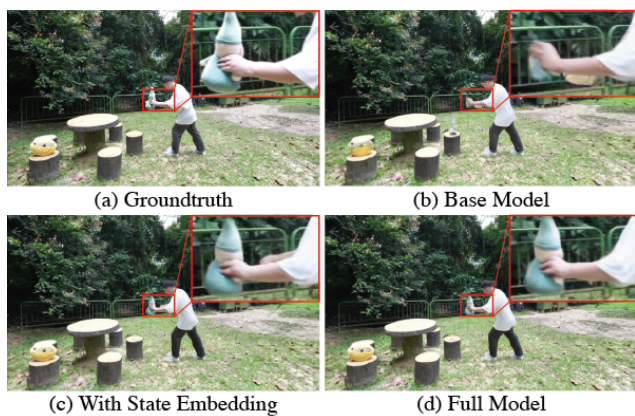 (a) Groundtruth
(b) Base Model
(c) With State Embedding
(d) Full Model